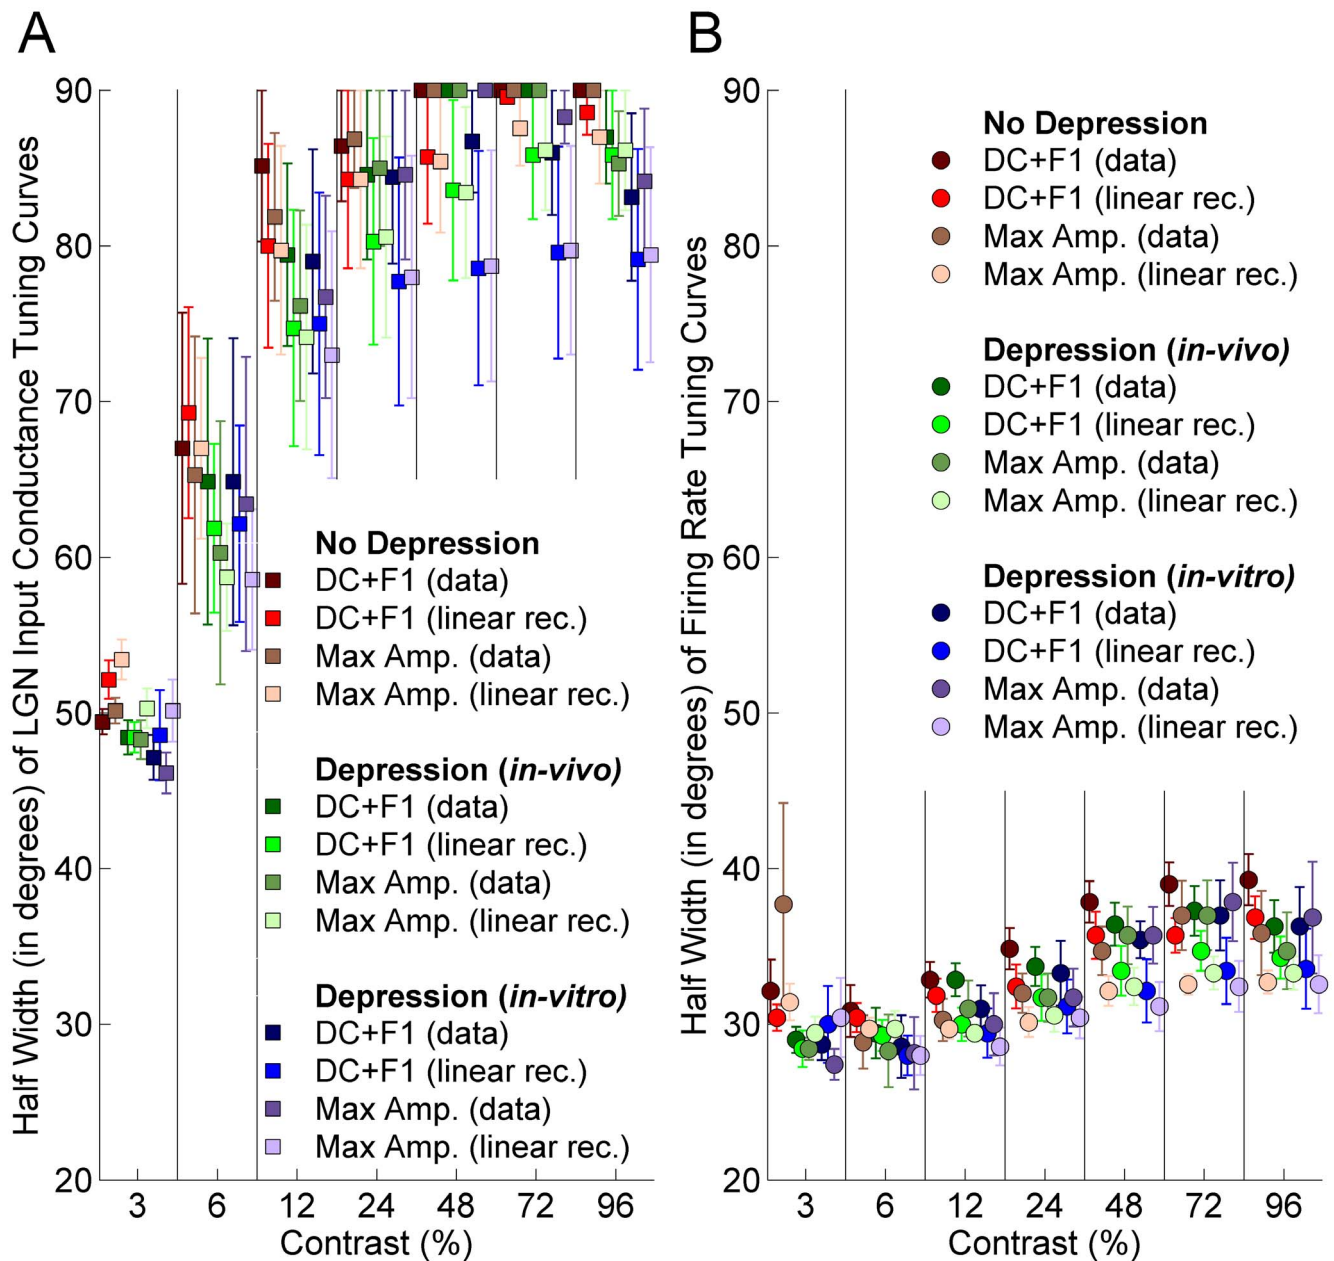 A
Half Width (in degrees) of LGN Input Conductance Tuning Curves
90
80
70
60
50
40
30
20
No Depression
DC+F1 (data)
DC+F1 (linear rec.)
Max Amp. (data)
Max Amp. (linear rec.)
Depression (in-vivo)
DC+F1 (data)
DC+F1 (linear rec.)
Max Amp. (data)
Max Amp. (linear rec.)
Depression (in-vitro)
DC+F1 (data)
DC+F1 (linear rec.)
Max Amp. (data)
Max Amp. (linear rec.)
3 6 12 24 48 72 96
Contrast (%)
B
Half Width (in degrees) of Firing Rate Tuning Curves
90
80
70
60
50
40
30
20
No Depression
DC+F1 (data)
DC+F1 (linear rec.)
Max Amp. (data)
Max Amp. (linear rec.)
Depression (in-vivo)
DC+F1 (data)
DC+F1 (linear rec.)
Max Amp. (data)
Max Amp. (linear rec.)
Depression (in-vitro)
DC+F1 (data)
DC+F1 (linear rec.)
Max Amp. (data)
Max Amp. (linear rec.)
3 6 12 24 48 72 96
Contrast (%)